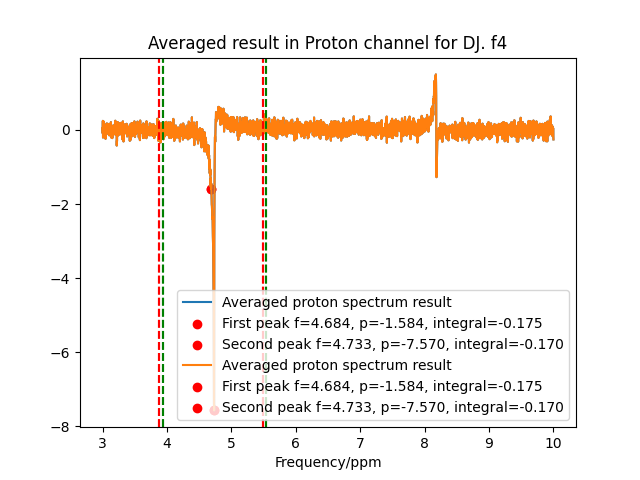 Averaged result in Proton channel for DJ. f4
0
−2
−4
−6
−8
Averaged proton spectrum result
First peak f=4.684, p=-1.584, integral=-0.175
Second peak f=4.733, p=-7.570, integral=-0.170
Averaged proton spectrum result
First peak f=4.684, p=-1.584, integral=-0.175
Second peak f=4.733, p=-7.570, integral=-0.170
3 4 5 6 7 8 9 10
Frequency/ppm